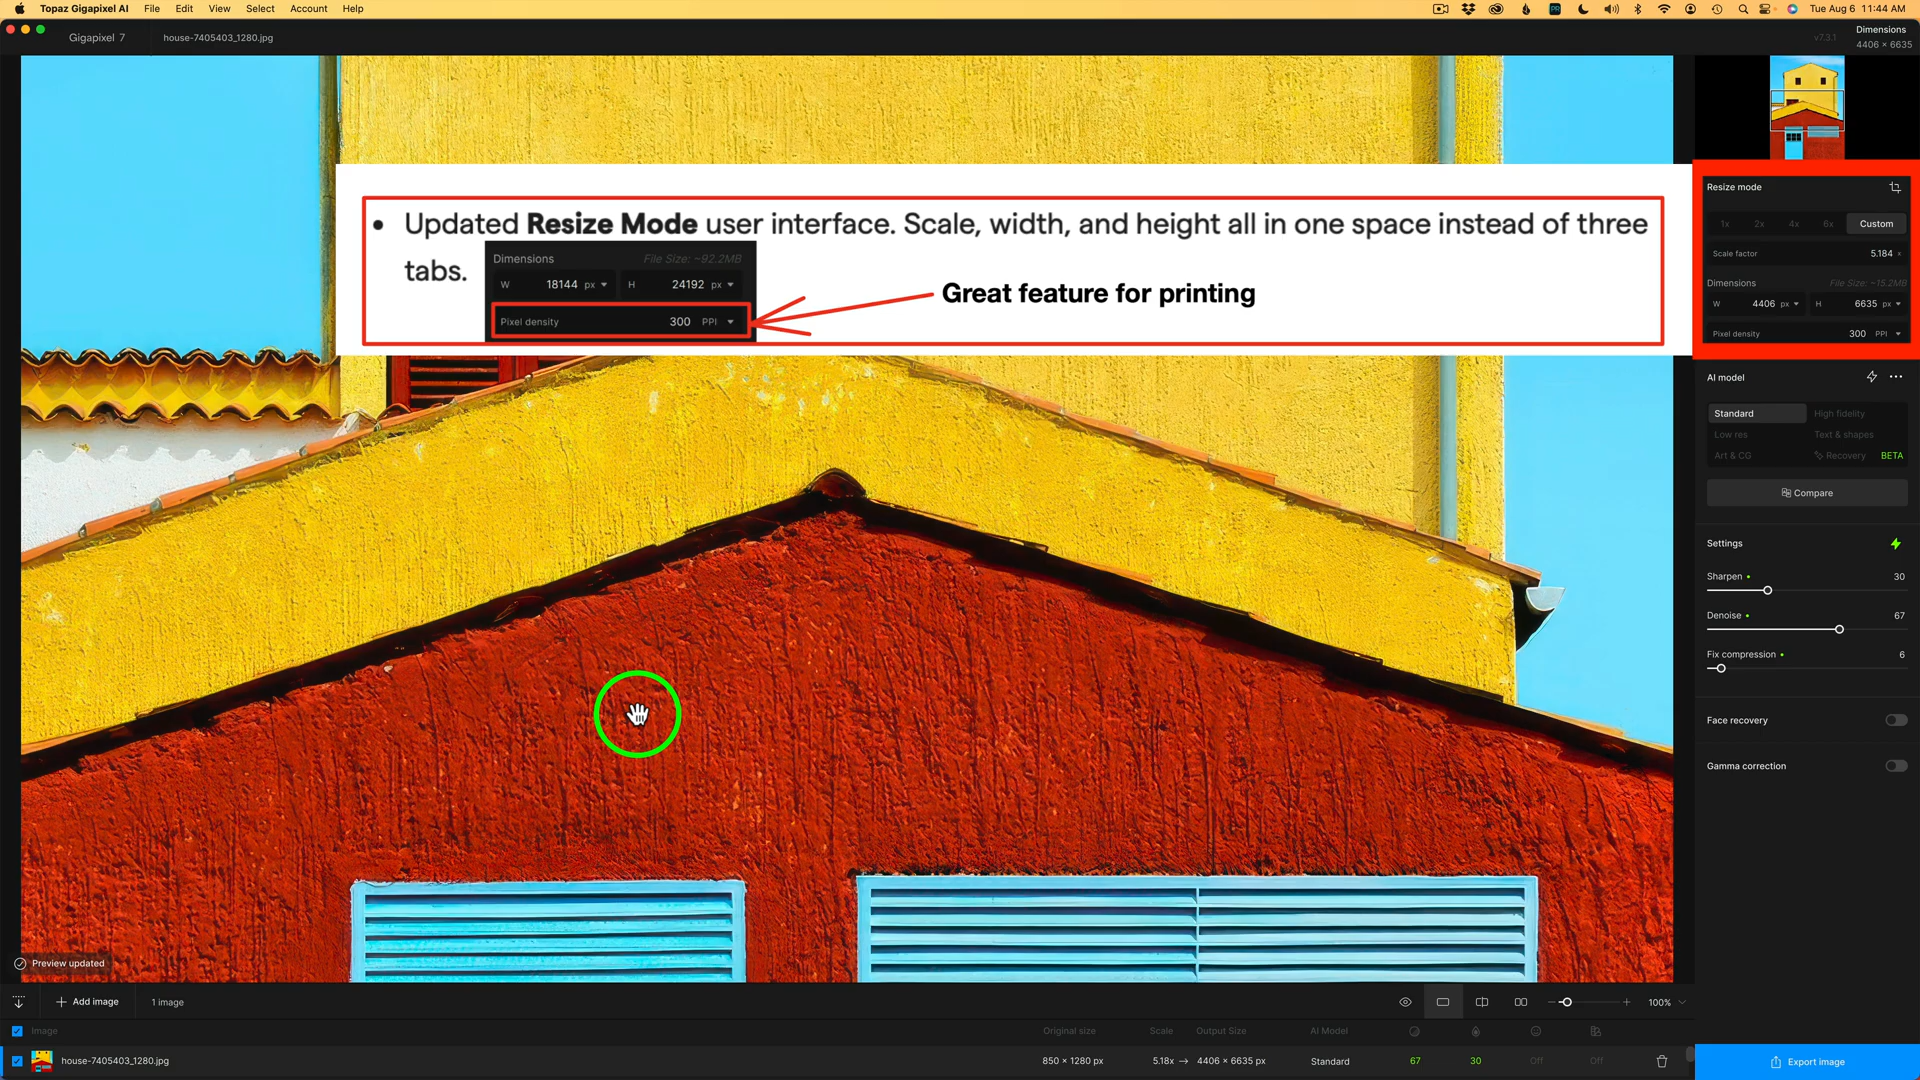 Topaz Gigapixel AI File Edit View Select Account Help Tue Aug 6 11:44 AM
Gigapixel 7 house-7405403_1280.jpg v7.3.1 Dimensions
4406 × 6635
• Updated Resize Mode user interface. Scale, width, and height all in one space instead of three
tabs.
Dimensions File Size: ~92.2MB
W 18144 px H 24192 px
Pixel density 300 PPI
Great feature for printing
Resize mode
1x 2x 4x 6x Custom
Scale factor 5.184 x
Dimensions File Size: ~15.2MB
W 4406 px H 6635 px
Pixel density 300 PPI
AI model
Standard High fidelity
Low res Text & shapes
Art & CG Recovery BETA
Compare
Settings
Sharpen 30
Denoise 67
Fix compression 6
Face recovery
Gamma correction
Preview updated
Add image 1 image 100%
Image Original size Scale Output Size AI Model
house-7405403_1280.jpg 850 × 1280 px 5.18x → 4406 × 6635 px Standard 67 30 Off Off
Export image